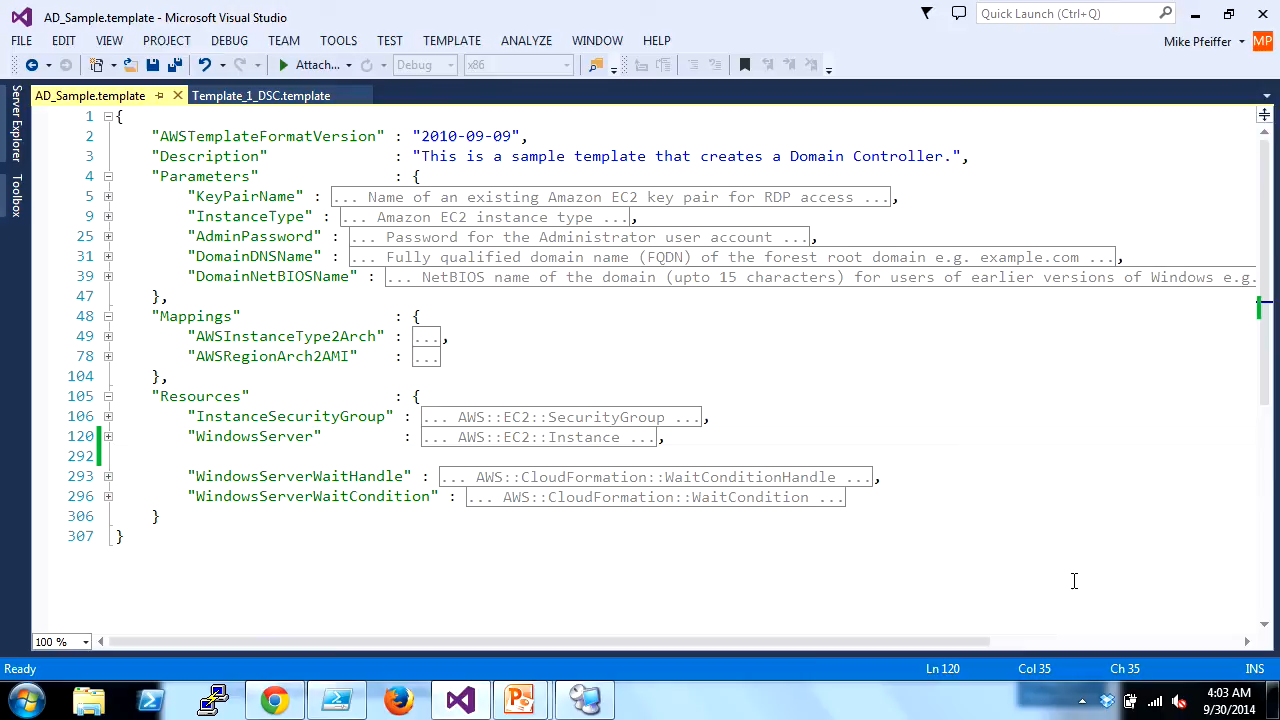 AD_Sample.template - Microsoft Visual Studio
Quick Launch (Ctrl+Q)
FILE EDIT VIEW PROJECT DEBUG TEAM TOOLS TEST TEMPLATE ANALYZE WINDOW HELP
Mike Pfeiffer MP
Attach... Debug x86
AD_Sample.template Template_1_DSC.template
Server Explorer
Toolbox
1 {
2 "AWSTemplateFormatVersion" : "2010-09-09",
3 "Description" : "This is a sample template that creates a Domain Controller.",
4 "Parameters" : {
5 "KeyPairName" : ... Name of an existing Amazon EC2 key pair for RDP access ...,
9 "InstanceType" : ... Amazon EC2 instance type ...,
25 "AdminPassword" : ... Password for the Administrator user account ...,
31 "DomainDNSName" : ... Fully qualified domain name (FQDN) of the forest root domain e.g. example.com ...,
39 "DomainNetBIOSName" : ... NetBIOS name of the domain (upto 15 characters) for users of earlier versions of Windows e.g.
47 },
48 "Mappings" : {
49 "AWSInstanceType2Arch" : ...,
78 "AWSRegionArch2AMI" : ...
104 },
105 "Resources" : {
106 "InstanceSecurityGroup" : ... AWS::EC2::SecurityGroup ...,
120 "WindowsServer" : ... AWS::EC2::Instance ...,
292
293 "WindowsServerWaitHandle" : ... AWS::CloudFormation::WaitConditionHandle ...,
296 "WindowsServerWaitCondition" : ... AWS::CloudFormation::WaitCondition ...
306 }
307 }
100 %
Ready Ln 120 Col 35 Ch 35 INS
4:03 AM
9/30/2014